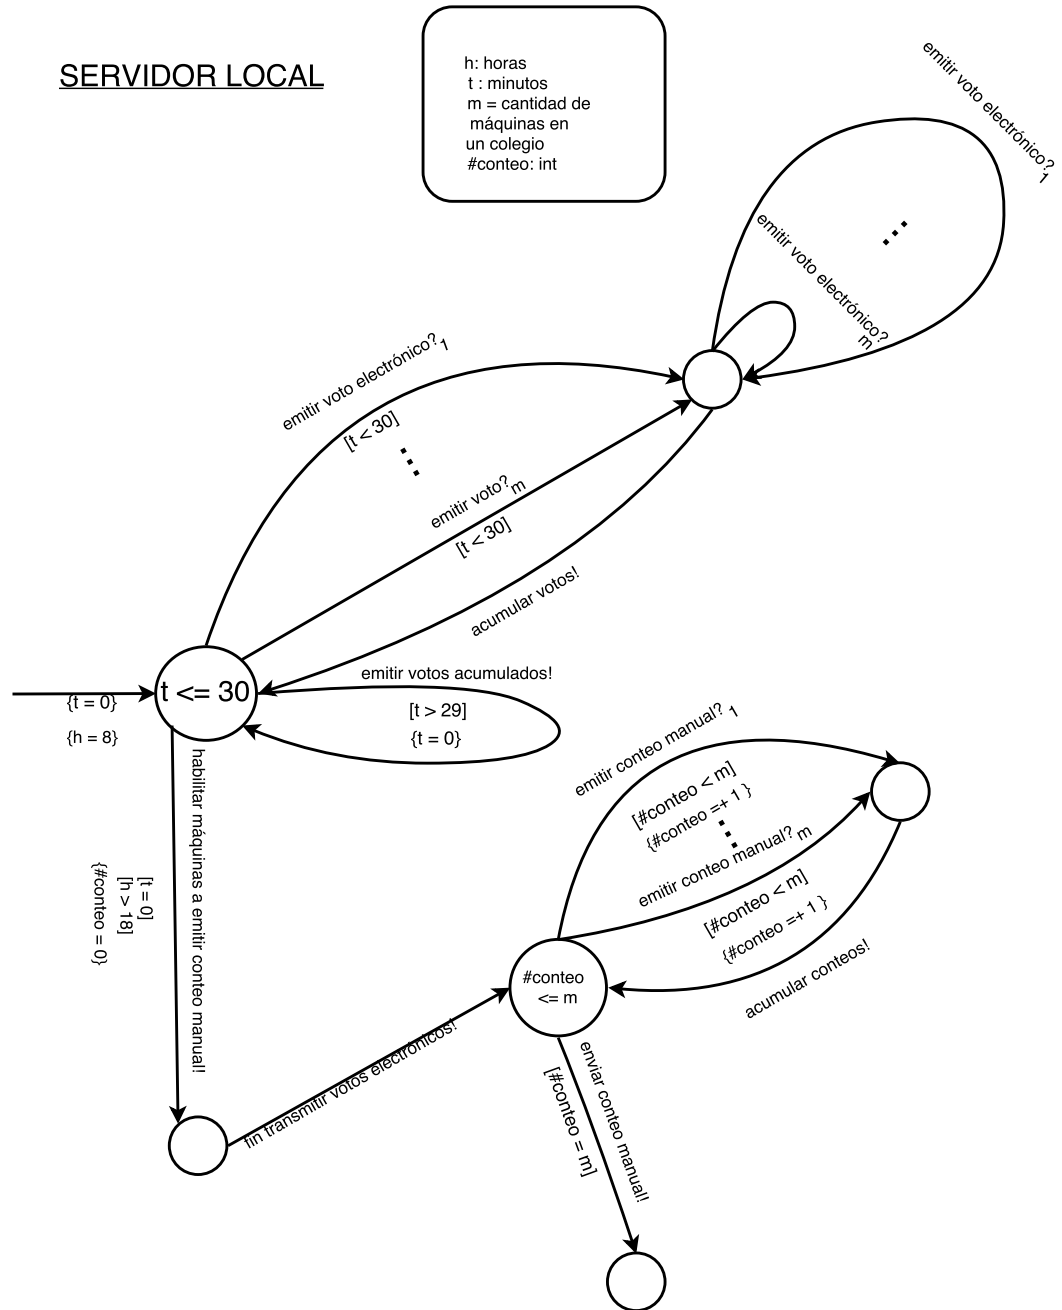 SERVIDOR LOCAL
h: horas
t : minutos
m = cantidad de
máquinas en
un colegio
#conteo: int
emitir voto electrónico?
1
emitir voto electrónico?
m
emitir voto electrónico?
1
[t < 30]
emitir voto?
m
[t < 30]
acumular votos!
t <= 30
{t = 0}
{h = 8}
emitir votos acumulados!
[t > 29]
{t = 0}
habilitar máquinas a emitir conteo manual!
[t = 0]
[h > 18]
{#conteo = 0}
emitir conteo manual?
1
[#conteo < m]
{#conteo =+ 1 }
emitir conteo manual?
m
[#conteo < m]
{#conteo =+ 1 }
acumular conteos!
#conteo
<= m
fin transmitir votos electrónicos!
enviar conteo manual!
[#conteo = m]